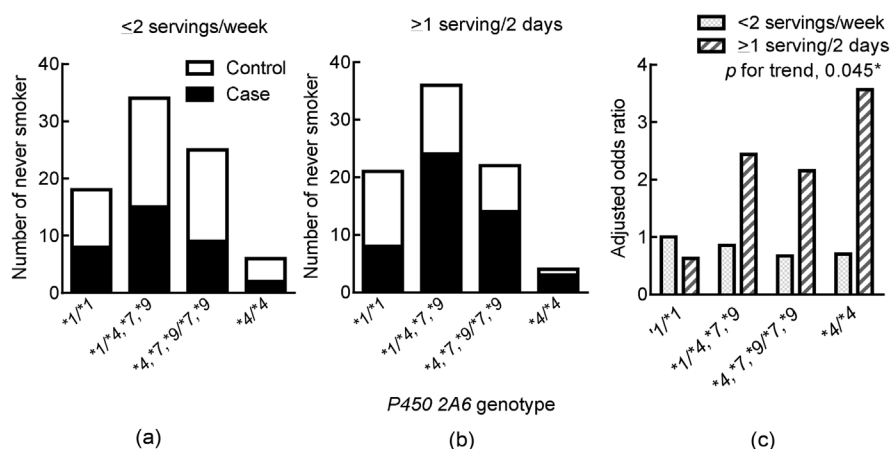 ≤2 servings/week
Number of never smoker
40
30
20
10
0
Control
Case
*1/*1
*1/*4,*7,*9
*4,*7,*9/*7,*9
*4/*4
(a)
≥1 serving/2 days
Number of never smoker
40
30
20
10
0
*1/*1
*1/*4,*7,*9
*4,*7,*9/*7,*9
*4/*4
P450 2A6 genotype
(b)
<2 servings/week
≥1 serving/2 days
p for trend, 0.045*
Adjusted odds ratio
4
3
2
1
0
'1/*1
*1/*4,*7,*9
*4,*7,*9/*7,*9
*4/*4
(c)